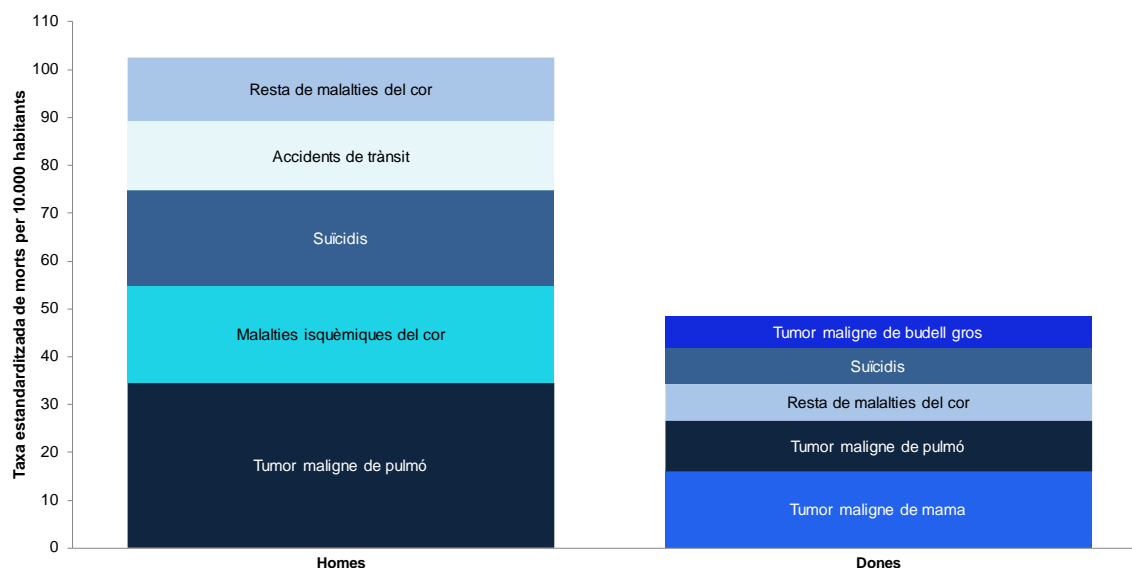 Taxa estandarditzada de morts per 10.000 habitants
110
100
90
80
70
60
50
40
30
20
10
0
Resta de malalties del cor
Accidents de trànsit
Suïcidis
Malalties isquèmiques del cor
Tumor maligne de pulmó
Homes
Tumor maligne de budell gros
Suïcidis
Resta de malalties del cor
Tumor maligne de pulmó
Tumor maligne de mama
Dones